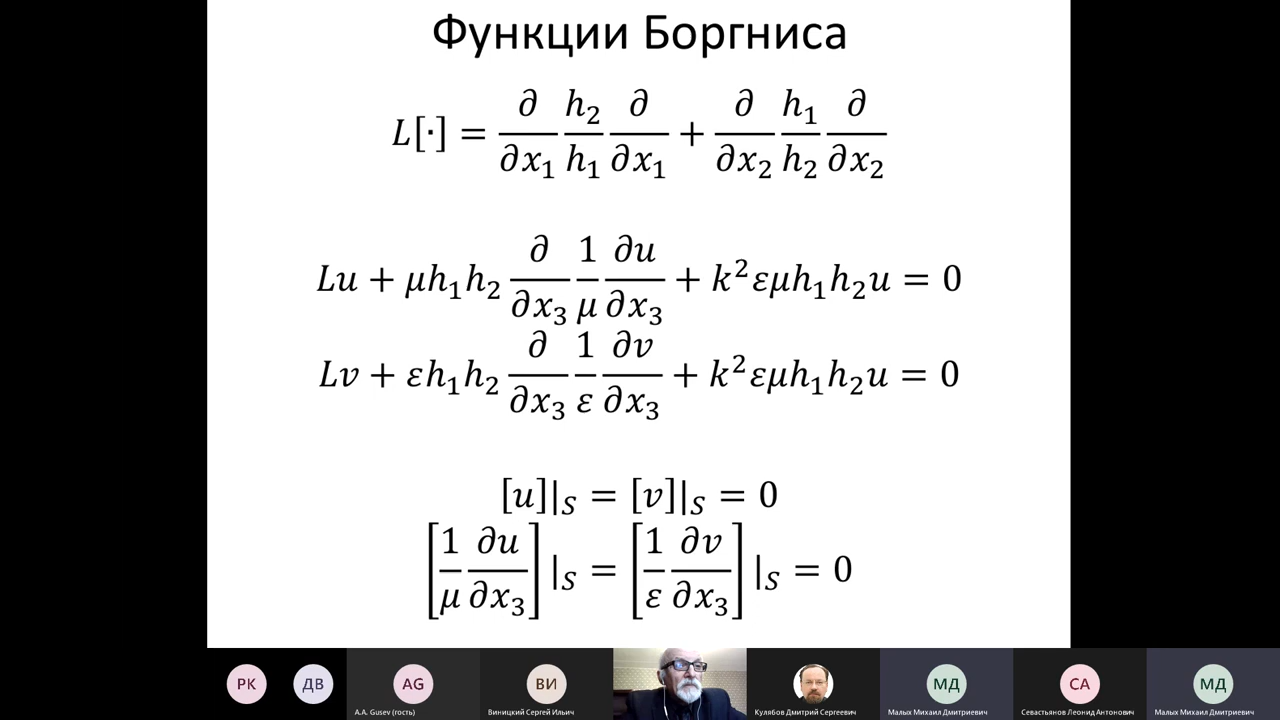 Функции Боргниса
L[·] = ∂/∂x₁ h₂/h₁ ∂/∂x₁ + ∂/∂x₂ h₁/h₂ ∂/∂x₂
Lu + μh₁h₂ ∂/∂x₃ 1/μ ∂u/∂x₃ + k²εμh₁h₂u = 0
Lv + εh₁h₂ ∂/∂x₃ 1/ε ∂v/∂x₃ + k²εμh₁h₂u = 0
[u]|_S = [v]|_S = 0
[1/μ ∂u/∂x₃]|_S = [1/ε ∂v/∂x₃]|_S = 0
РК ДВ AG ВИ МД СА МД
A.A. Gusev (гость) Виницкий Сергей Ильич Кулябов Дмитрий Сергеевич Малых Михаил Дмитриевич Севастьянов Леонид Антонович Малых Михаил Дмитриевич